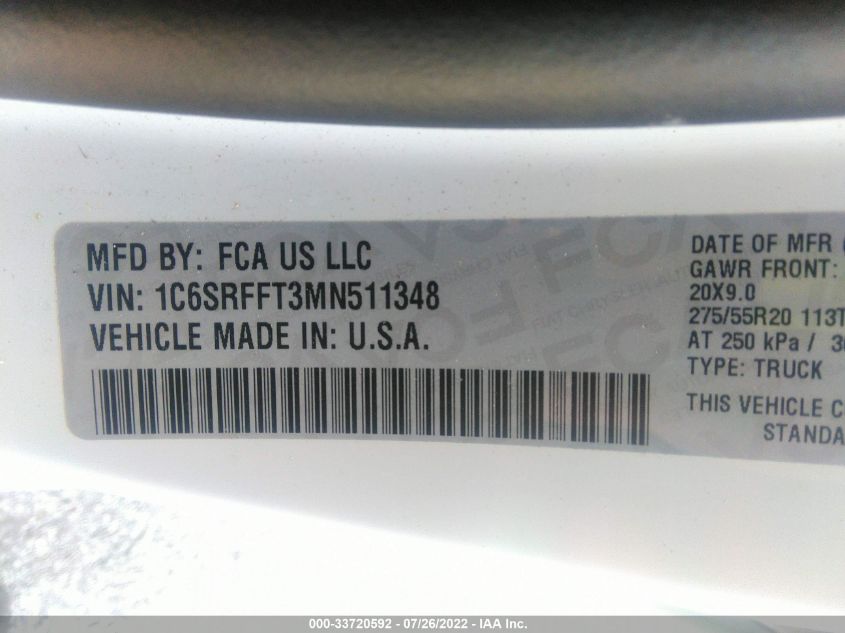 MFD BY: FCA US LLC
VIN: 1C6SRFFT3MN511348
VEHICLE MADE IN: U.S.A.
DATE OF MFR
GAWR FRONT:
20X9.0
275/55R20 113T
AT 250 kPa /
TYPE: TRUCK
THIS VEHICLE C
STANDA
000-33720592 - 07/26/2022 - IAA Inc.